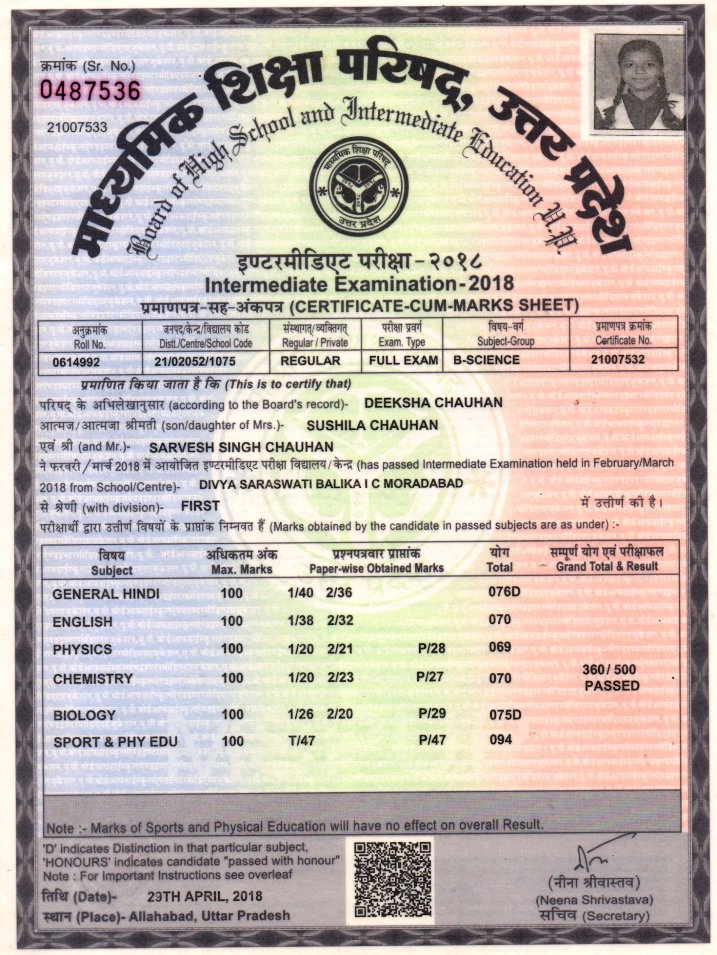 क्रमांक (Sr. No.)
0487536
21007533
माध्यमिक शिक्षा परिषद्, उत्तर प्रदेश
Board of High School and Intermediate Education U.P.
माध्यमिक शिक्षा परिषद
उत्तर प्रदेश
इण्टरमीडिएट परीक्षा-२०१८
Intermediate Examination-2018
प्रमाणपत्र-सह-अंकपत्र (CERTIFICATE-CUM-MARKS SHEET)
अनुक्रमांक जनपद/केन्द्र/विद्यालय कोड संस्थागत/व्यक्तिगत परीक्षा प्रवर्ग विषय-वर्ग प्रमाणपत्र क्रमांक
Roll No. Distt./Centre/School Code Regular / Private Exam. Type Subject-Group Certificate No.
0614992 21/02052/1075 REGULAR FULL EXAM B-SCIENCE 21007532
प्रमाणित किया जाता है कि (This is to certify that)
परिषद् के अभिलेखानुसार (according to the Board's record)- DEEKSHA CHAUHAN
आत्मज/आत्मजा श्रीमती (son/daughter of Mrs.)- SUSHILA CHAUHAN
एवं श्री (and Mr.)- SARVESH SINGH CHAUHAN
ने फरवरी/मार्च 2018 में आयोजित इण्टरमीडिएट परीक्षा विद्यालय/केन्द्र (has passed Intermediate Examination held in February/March
2018 from School/Centre)- DIVYA SARASWATI BALIKA I C MORADABAD
से श्रेणी (with division)- FIRST में उत्तीर्ण की है।
परीक्षार्थी द्वारा उत्तीर्ण विषयों के प्राप्तांक निम्नवत हैं (Marks obtained by the candidate in passed subjects are as under) :-
विषय अधिकतम अंक प्रश्नपत्रवार प्राप्तांक योग सम्पूर्ण योग एवं परीक्षाफल
Subject Max. Marks Paper-wise Obtained Marks Total Grand Total & Result
GENERAL HINDI 100 1/40 2/36 076D
ENGLISH 100 1/38 2/32 070
PHYSICS 100 1/20 2/21 P/28 069
CHEMISTRY 100 1/20 2/23 P/27 070 360/500
PASSED
BIOLOGY 100 1/26 2/20 P/29 075D
SPORT & PHY EDU 100 T/47 P/47 094
Note :- Marks of Sports and Physical Education will have no effect on overall Result.
'D' indicates Distinction in that particular subject,
'HONOURS' indicates candidate "passed with honour"
Note : For Important Instructions see overleaf
तिथि (Date)- 29TH APRIL, 2018
स्थान (Place)- Allahabad, Uttar Pradesh
(नीना श्रीवास्तव)
(Neena Shrivastava)
सचिव (Secretary)